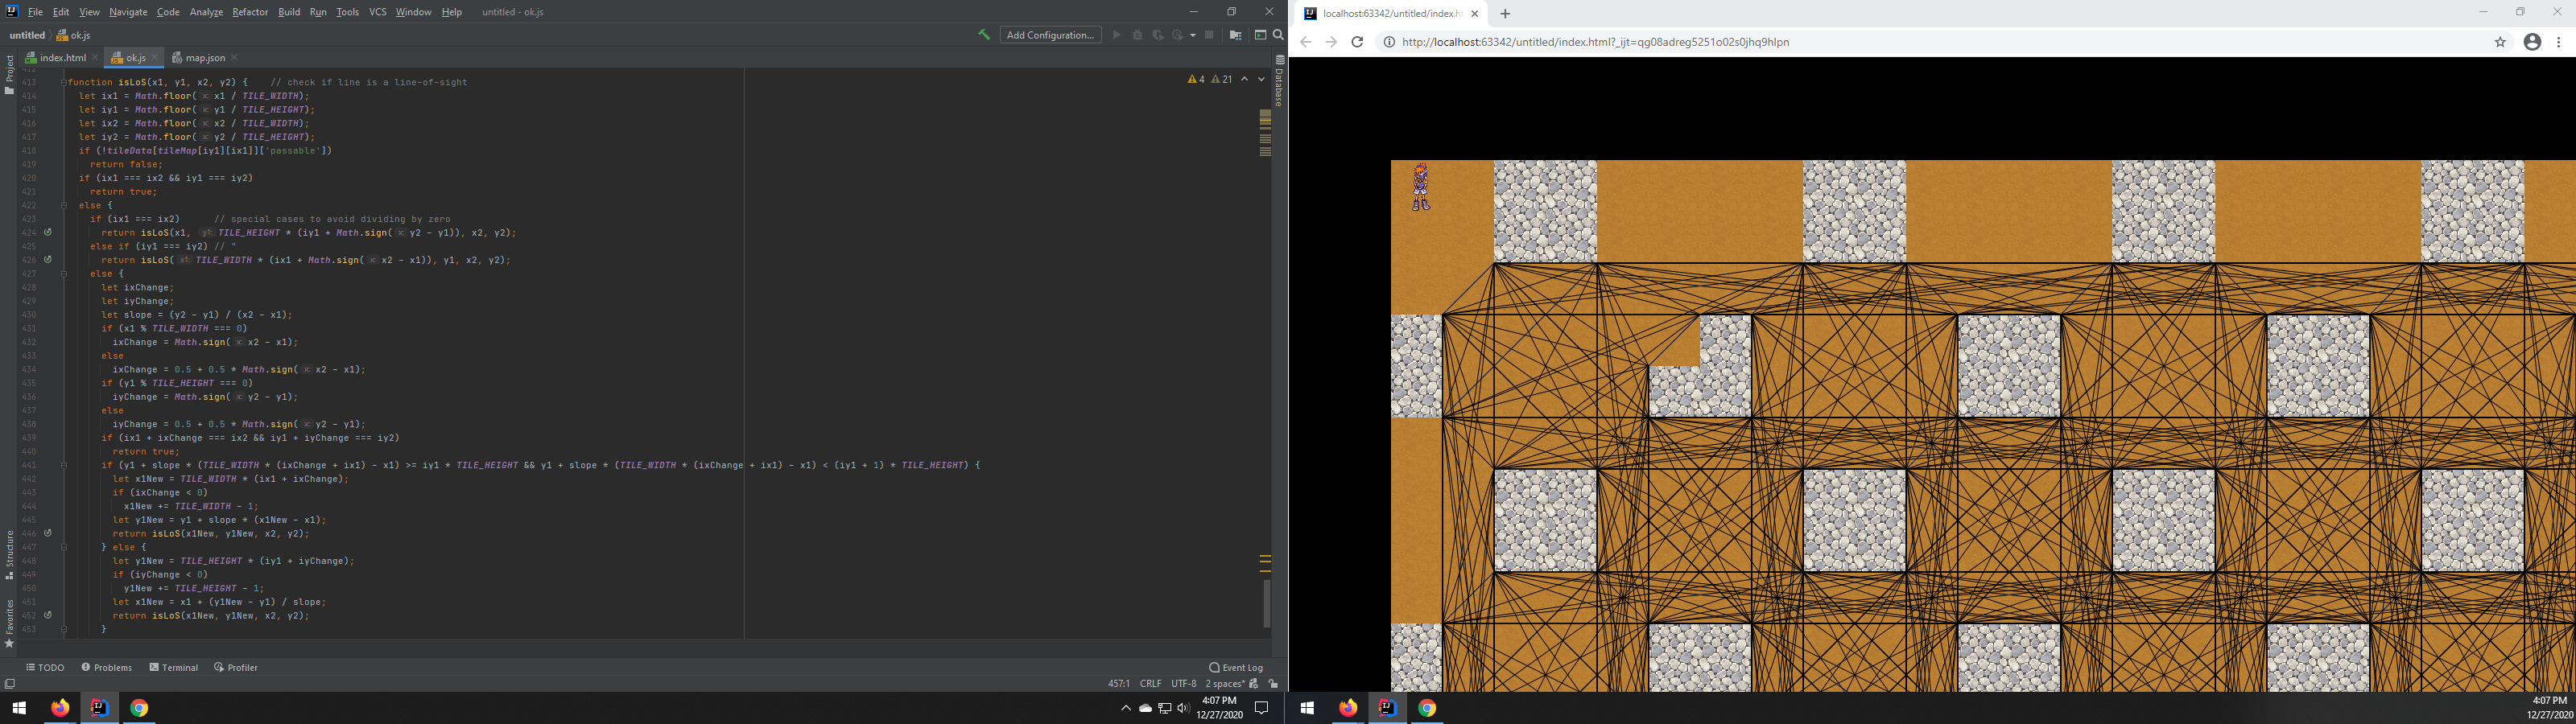 File Edit View Navigate Code Analyze Refactor Build Run Tools VCS Window Help untitled - ok.js
untitled ok.js Add Configuration...
index.html ok.js map.json
Project
Database
4 21
413 function isLoS(x1, y1, x2, y2) { // check if line is a line-of-sight
414 let ix1 = Math.floor( x: x1 / TILE_WIDTH);
415 let iy1 = Math.floor( x: y1 / TILE_HEIGHT);
416 let ix2 = Math.floor( x: x2 / TILE_WIDTH);
417 let iy2 = Math.floor( x: y2 / TILE_HEIGHT);
418 if (!tileData[tileMap[iy1][ix1]]['passable'])
419 return false;
420 if (ix1 === ix2 && iy1 === iy2)
421 return true;
422 else {
423 if (ix1 === ix2) // special cases to avoid dividing by zero
424 return isLoS(x1, y1: TILE_HEIGHT * (iy1 + Math.sign( x: y2 - y1)), x2, y2);
425 else if (iy1 === iy2) // "
426 return isLoS( x1: TILE_WIDTH * (ix1 + Math.sign( x: x2 - x1)), y1, x2, y2);
427 else {
428 let ixChange;
429 let iyChange;
430 let slope = (y2 - y1) / (x2 - x1);
431 if (x1 % TILE_WIDTH === 0)
432 ixChange = Math.sign( x: x2 - x1);
433 else
434 ixChange = 0.5 + 0.5 * Math.sign( x: x2 - x1);
435 if (y1 % TILE_HEIGHT === 0)
436 iyChange = Math.sign( x: y2 - y1);
437 else
438 iyChange = 0.5 + 0.5 * Math.sign( x: y2 - y1);
439 if (ix1 + ixChange === ix2 && iy1 + iyChange === iy2)
440 return true;
441 if (y1 + slope * (TILE_WIDTH * (ixChange + ix1) - x1) >= iy1 * TILE_HEIGHT && y1 + slope * (TILE_WIDTH * (ixChange + ix1) - x1) < (iy1 + 1) * TILE_HEIGHT) {
442 let x1New = TILE_WIDTH * (ix1 + ixChange);
443 if (ixChange < 0)
444 x1New += TILE_WIDTH - 1;
445 let y1New = y1 + slope * (x1New - x1);
446 return isLoS(x1New, y1New, x2, y2);
447 } else {
448 let y1New = TILE_HEIGHT * (iy1 + iyChange);
449 if (iyChange < 0)
450 y1New += TILE_HEIGHT - 1;
451 let x1New = x1 + (y1New - y1) / slope;
452 return isLoS(x1New, y1New, x2, y2);
453 }
Structure
Favorites
TODO Problems Terminal Profiler Event Log
457:1 CRLF UTF-8 2 spaces*
4:07 PM
12/27/2020
localhost:63342/untitled/index.ht
http://localhost:63342/untitled/index.html?_ijt=qg08adreg5251o02s0jhq9hlpn
4:07 PM
12/27/2020